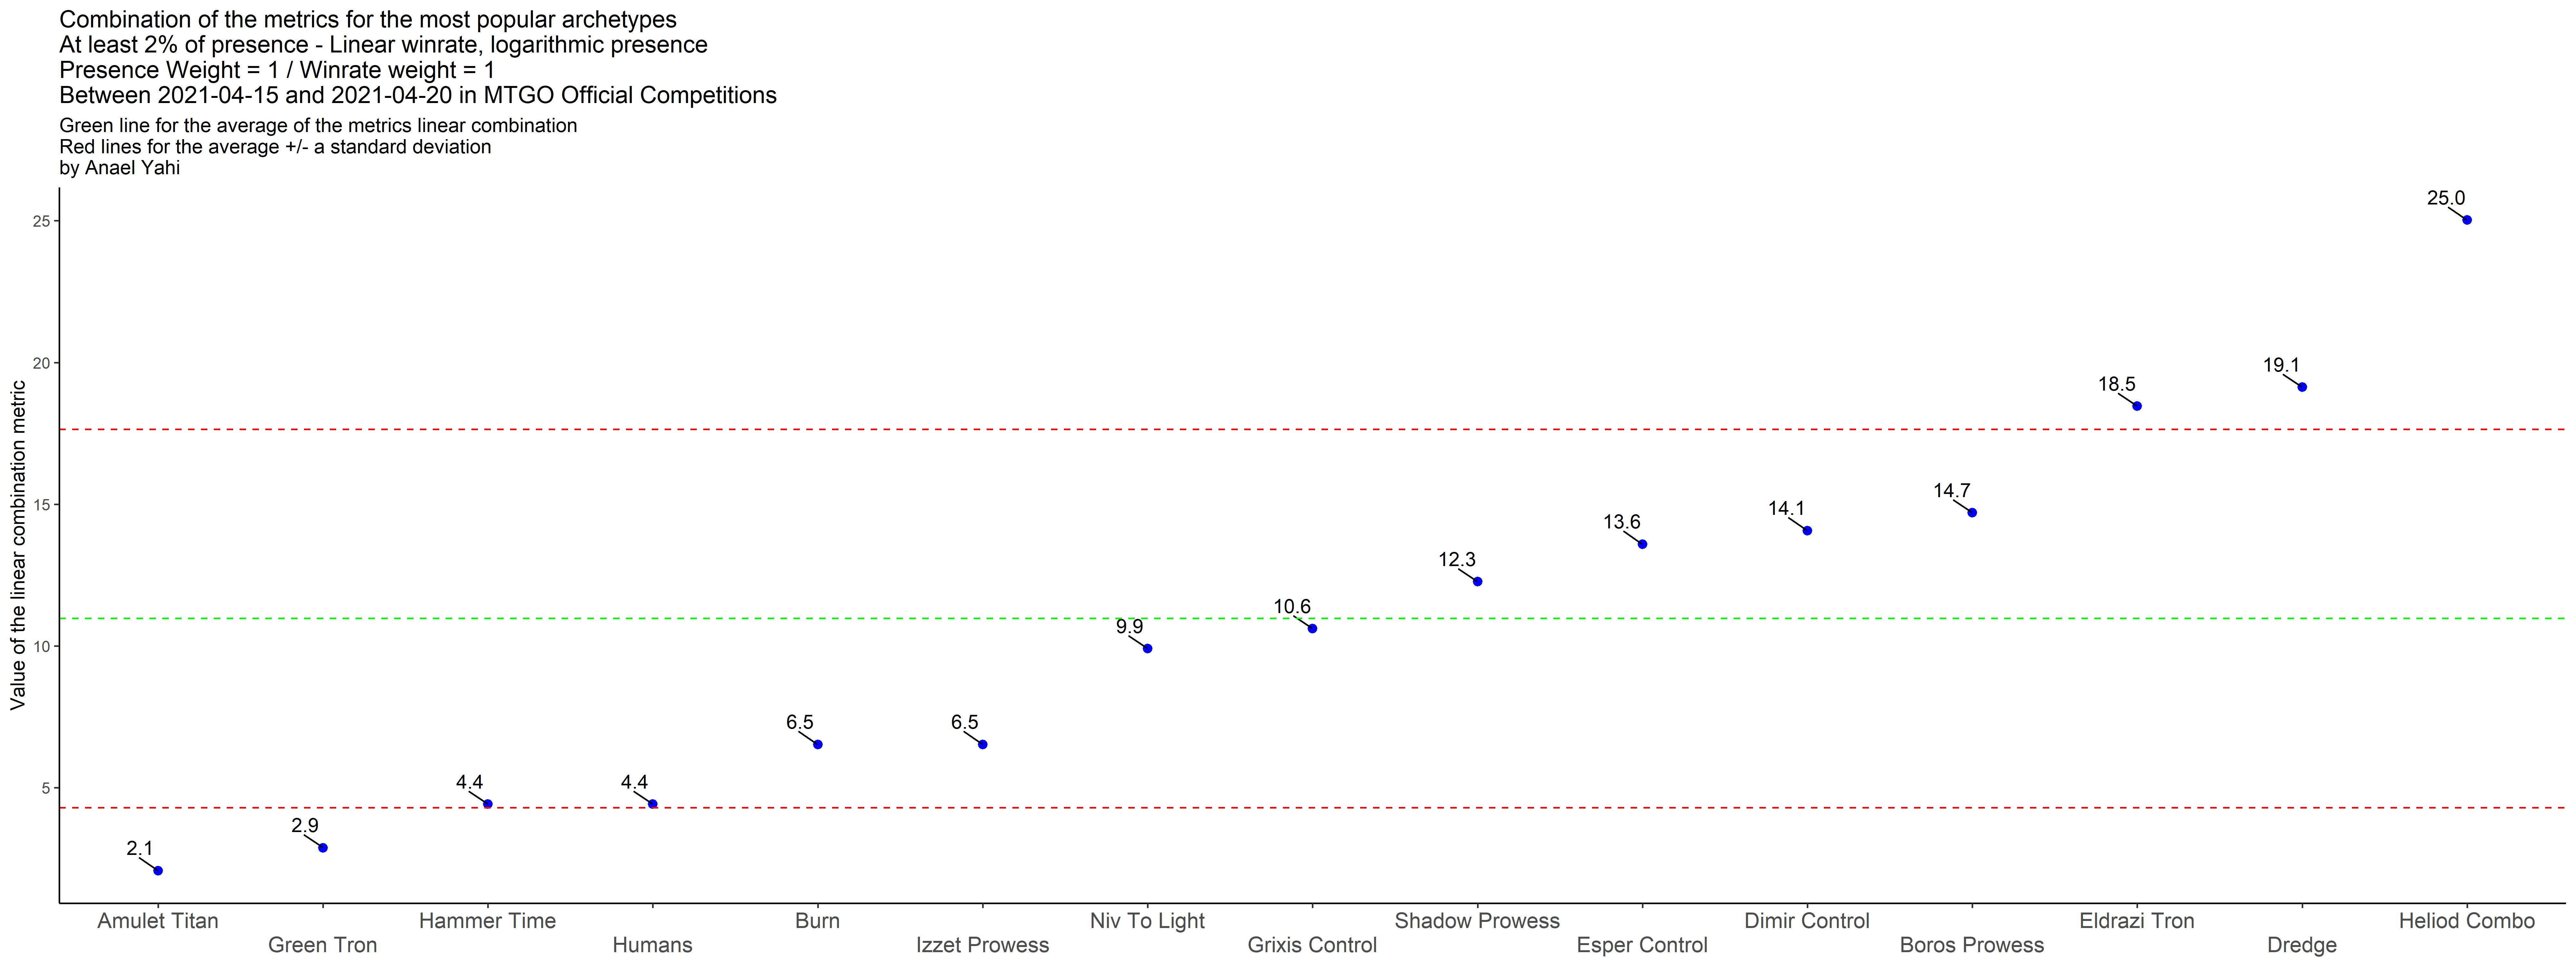 Combination of the metrics for the most popular archetypes
At least 2% of presence - Linear winrate, logarithmic presence
Presence Weight = 1 / Winrate weight = 1
Between 2021-04-15 and 2021-04-20 in MTGO Official Competitions
Green line for the average of the metrics linear combination
Red lines for the average +/- a standard deviation
by Anael Yahi
Value of the linear combination metric
25
20
15
10
5
2.1
2.9
4.4
4.4
6.5
6.5
9.9
10.6
12.3
13.6
14.1
14.7
18.5
19.1
25.0
Amulet Titan
Green Tron
Hammer Time
Humans
Burn
Izzet Prowess
Niv To Light
Grixis Control
Shadow Prowess
Esper Control
Dimir Control
Boros Prowess
Eldrazi Tron
Dredge
Heliod Combo